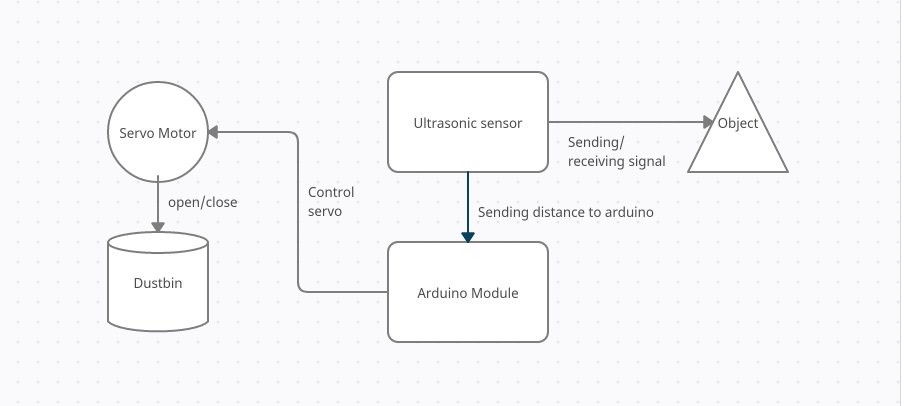 Servo Motor
Ultrasonic sensor
Object
Sending/
receiving signal
open/close
Control
servo
Sending distance to arduino
Dustbin
Arduino Module